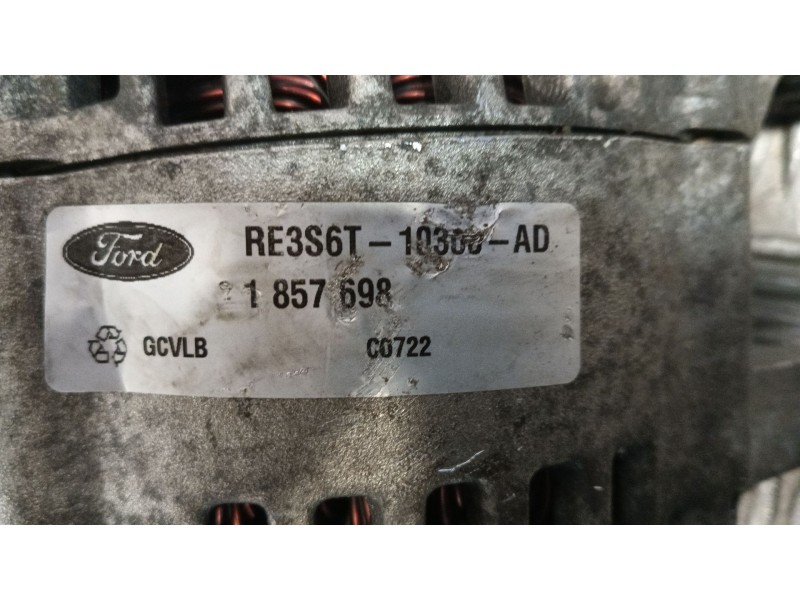 Ford
RE3S6T-10300-AD
1 857 698
GCVLB C0722